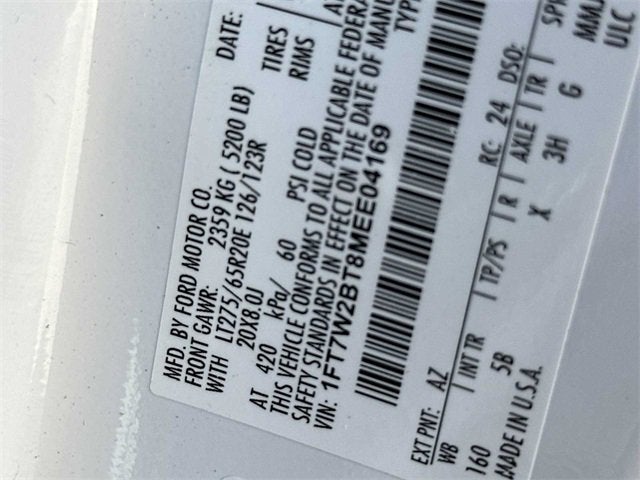 MFD. BY FORD MOTOR CO.
DATE:
FRONT GAWR: 2359 KG ( 5200 LB)
WITH LT275/65R20E 126/123R TIRES
20X8.0J RIMS
AT 420 kPa/ 60 PSI COLD
THIS VEHICLE CONFORMS TO ALL APPLICABLE FEDERA
SAFETY STANDARDS IN EFFECT ON THE DATE OF MANU
VIN: 1FT7W2BT8MEE04169
TYP
EXT PNT: AZ RC: 24 DSO:
WB INT TR TP/PS R AXLE TR SPR
160 5B X 3H G MMJ
MADE IN U.S.A. ULC